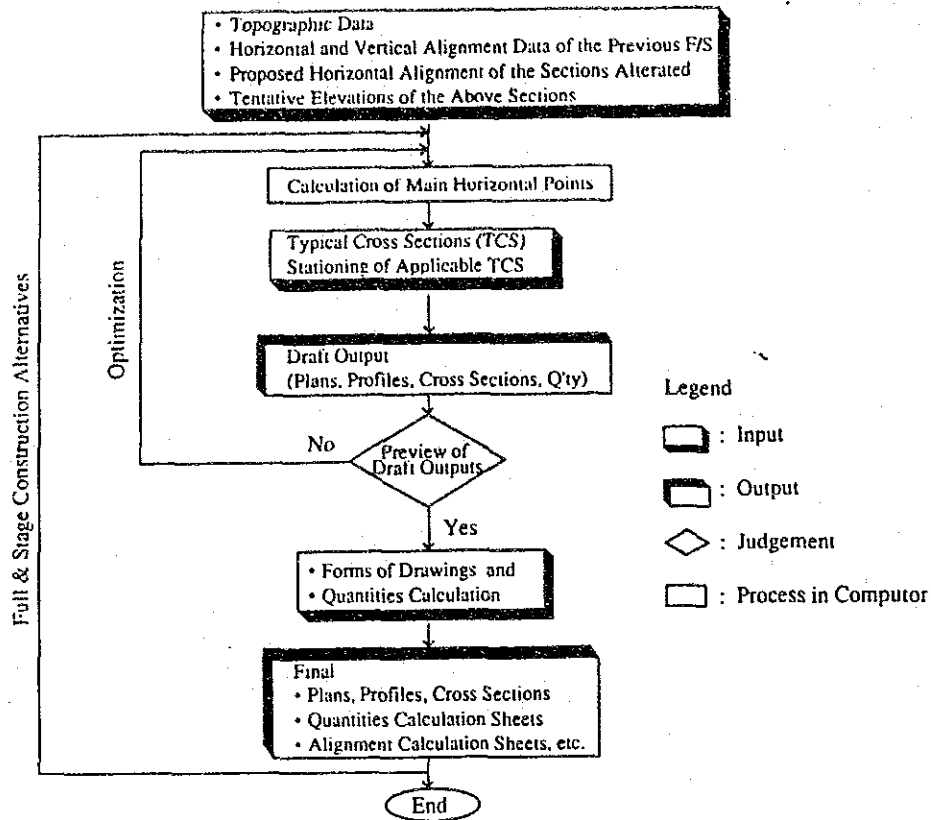 • Topographic Data
• Horizontal and Vertical Alignment Data of the Previous F/S
• Proposed Horizontal Alignment of the Sections Alterated
• Tentative Elevations of the Above Sections
Calculation of Main Horizontal Points
Typical Cross Sections (TCS)
Stationing of Applicable TCS
Draft Output
(Plans, Profiles, Cross Sections, Q'ty)
No
Preview of
Draft Outputs
Yes
• Forms of Drawings and
• Quantities Calculation
Final
• Plans, Profiles, Cross Sections
• Quantities Calculation Sheets
• Alignment Calculation Sheets, etc.
End
Full & Stage Construction Alternatives
Optimization
Legend
: Input
: Output
: Judgement
: Process in Computor